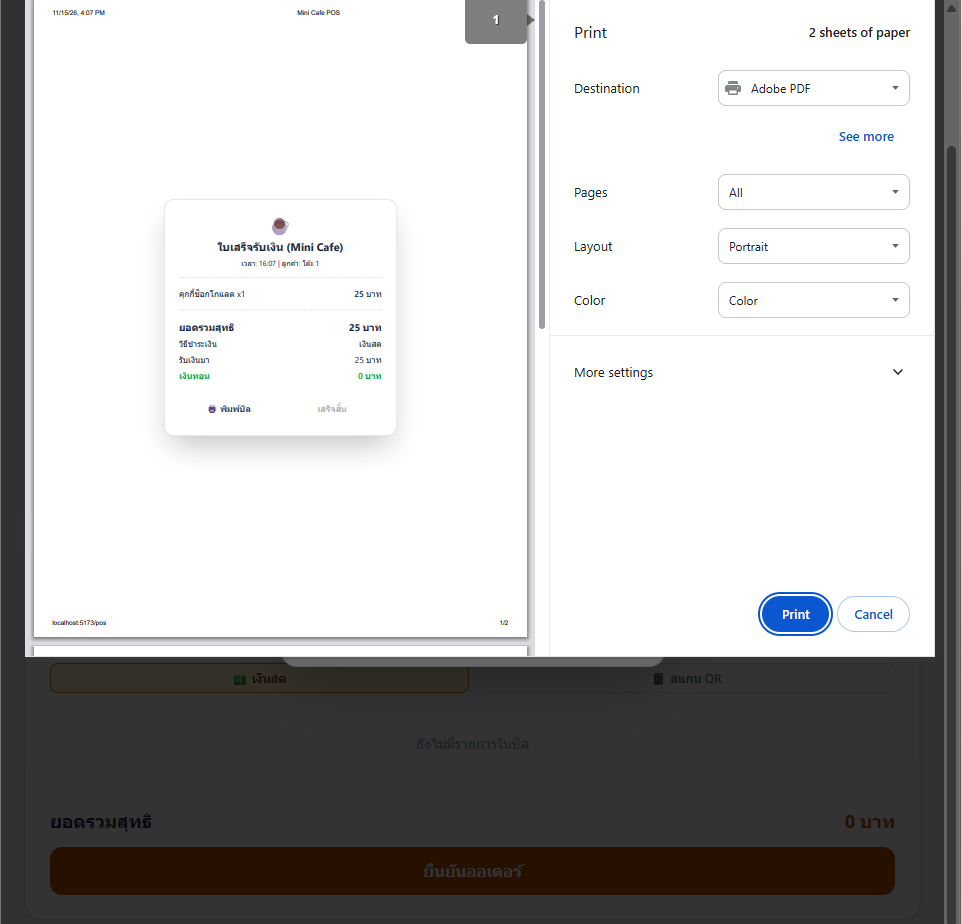 11/15/26, 4:07 PM Mini Cafe POS
1
ใบเสร็จรับเงิน (Mini Cafe)
เวลา: 16:07 | ลูกค้า: โต๊ะ 1
คุกกี้ช็อกโกแลต x1 25 บาท
ยอดรวมสุทธิ 25 บาท
วิธีชำระเงิน เงินสด
รับเงินมา 25 บาท
เงินทอน 0 บาท
พิมพ์บิล เสร็จสิ้น
localhost:5173/pos 1/2
Print 2 sheets of paper
Destination Adobe PDF
See more
Pages All
Layout Portrait
Color Color
More settings
Print Cancel
เงินสด สแกน QR
ยังไม่มีรายการในบิล
ยอดรวมสุทธิ 0 บาท
ยืนยันออเดอร์